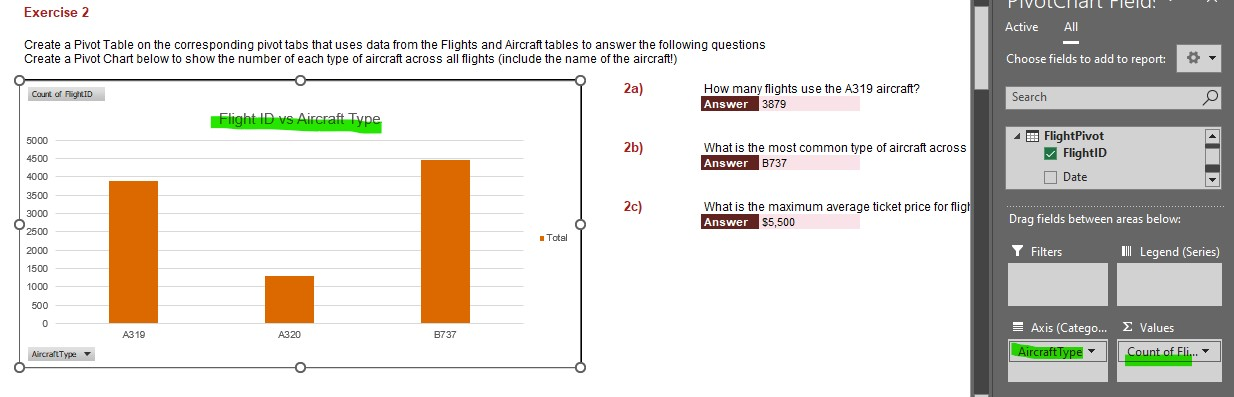 Exercise 2
Create a Pivot Table on the corresponding pivot tabs that uses data from the Flights and Aircraft tables to answer the following questions
Create a Pivot Chart below to show the number of each type of aircraft across all flights (include the name of the aircraft!)
Count of FlightID
Flight ID vs Aircraft Type
5000
4500
4000
3500
3000
2500
2000
1500
1000
500
0
A319
A320
B737
Total
AircraftType
2a)
How many flights use the A319 aircraft?
Answer 3879
2b)
What is the most common type of aircraft across
Answer B737
2c)
What is the maximum average ticket price for fligh
Answer $5,500
PivotChart Field:
Active All
Choose fields to add to report:
Search
FlightPivot
FlightID
Date
Drag fields between areas below:
Filters
Legend (Series)
Axis (Catego...
Σ Values
AircraftType
Count of Fli...